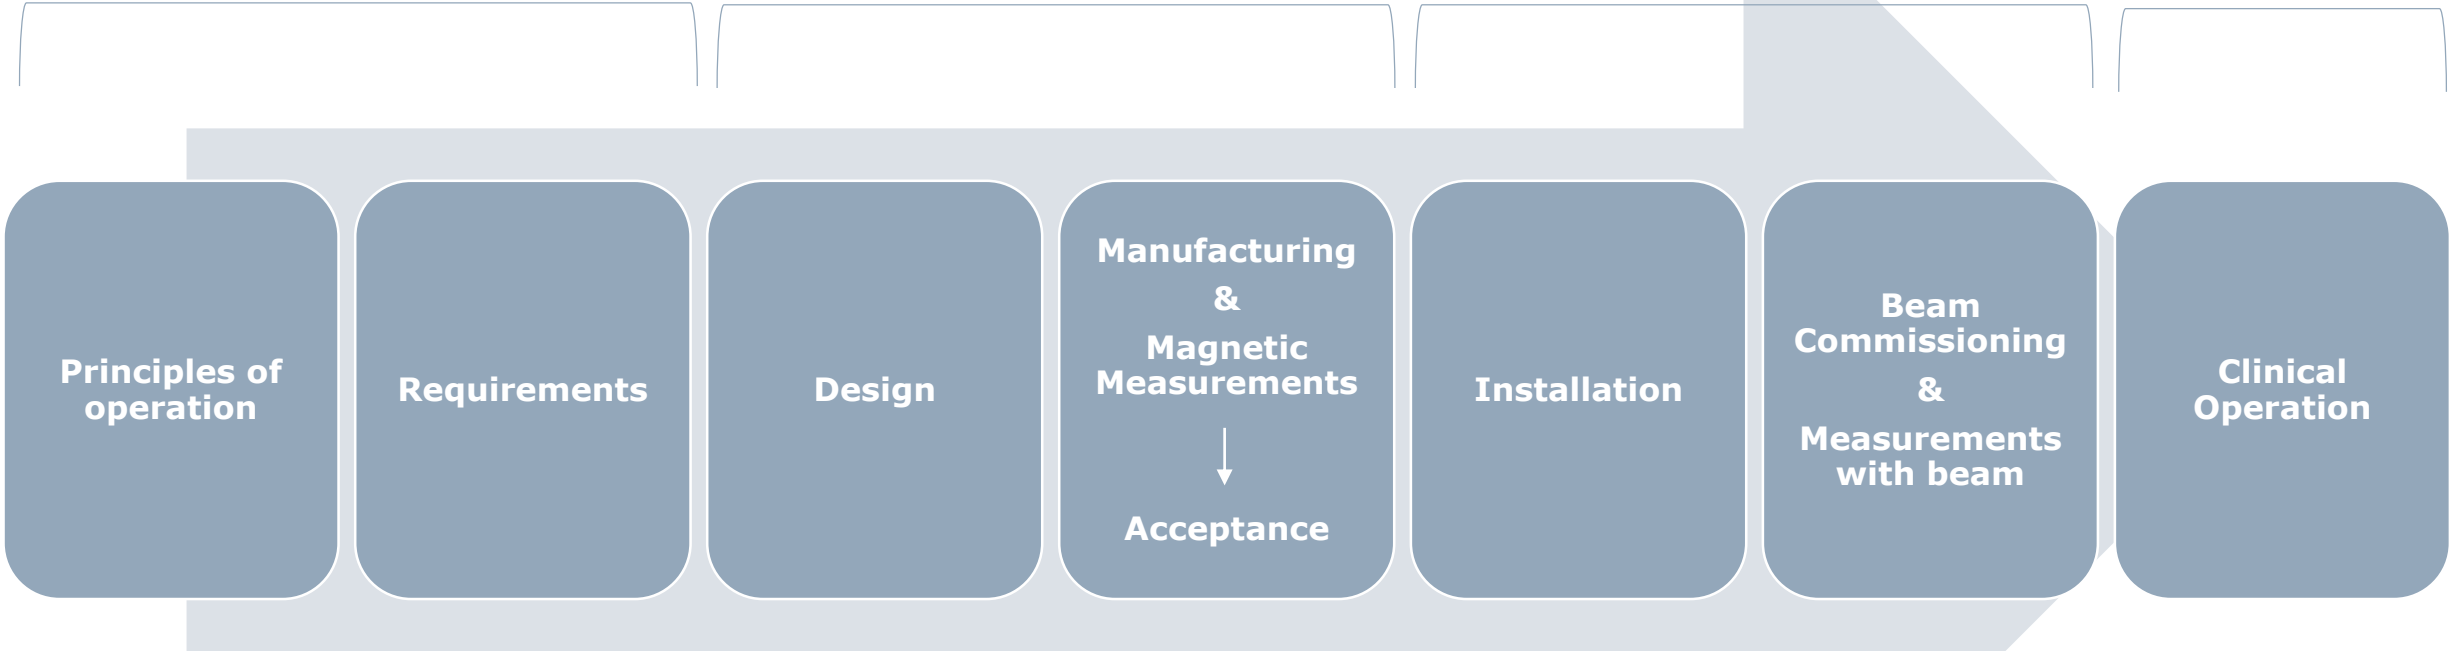 Principles of
operation
Requirements
Design
Manufacturing
&
Magnetic
Measurements
Acceptance
Installation
Beam
Commissioning
&
Measurements
with beam
Clinical
Operation